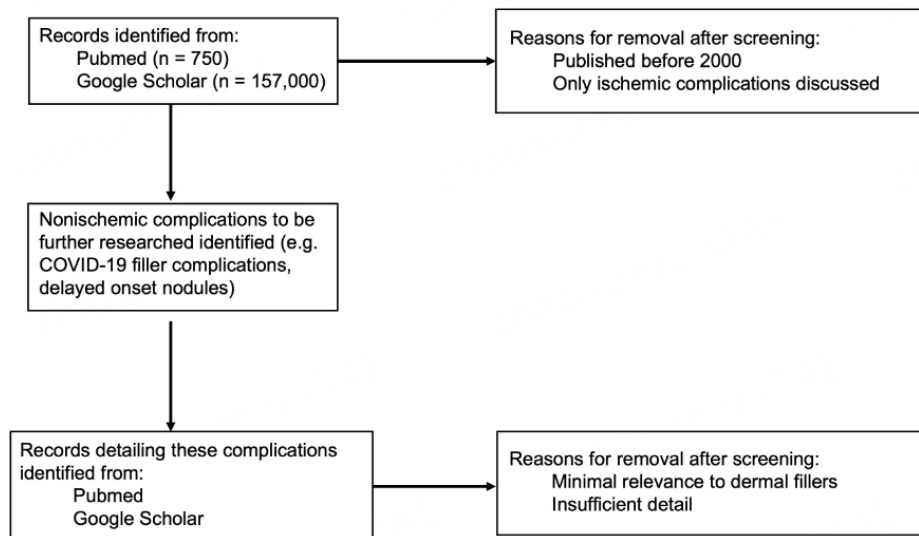 Records identified from:
Pubmed (n = 750)
Google Scholar (n = 157,000)
Reasons for removal after screening:
Published before 2000
Only ischemic complications discussed
Nonischemic complications to be
further researched identified (e.g.
COVID-19 filler complications,
delayed onset nodules)
Records detailing these complications
identified from:
Pubmed
Google Scholar
Reasons for removal after screening:
Minimal relevance to dermal fillers
Insufficient detail